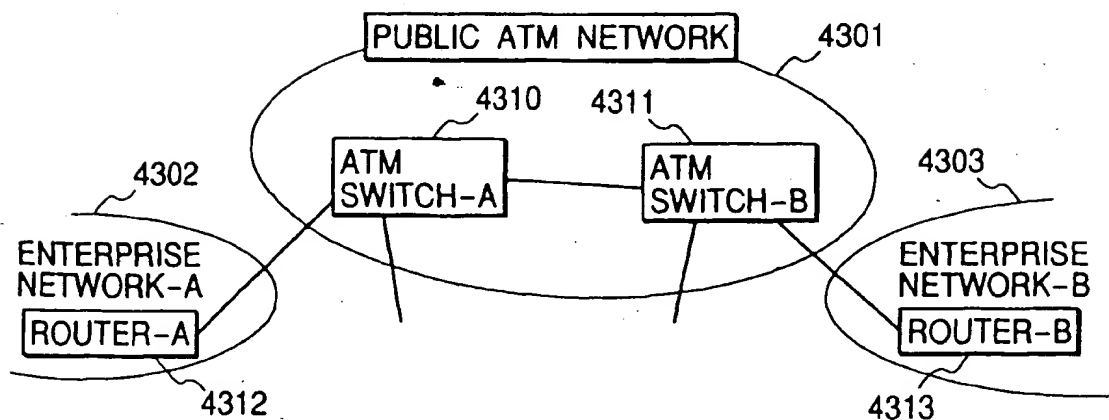 PUBLIC ATM NETWORK
4301
4310
4311
ATM
SWITCH-A
ATM
SWITCH-B
4302
4303
ENTERPRISE
NETWORK-A
ENTERPRISE
NETWORK-B
ROUTER-A
ROUTER-B
4312
4313